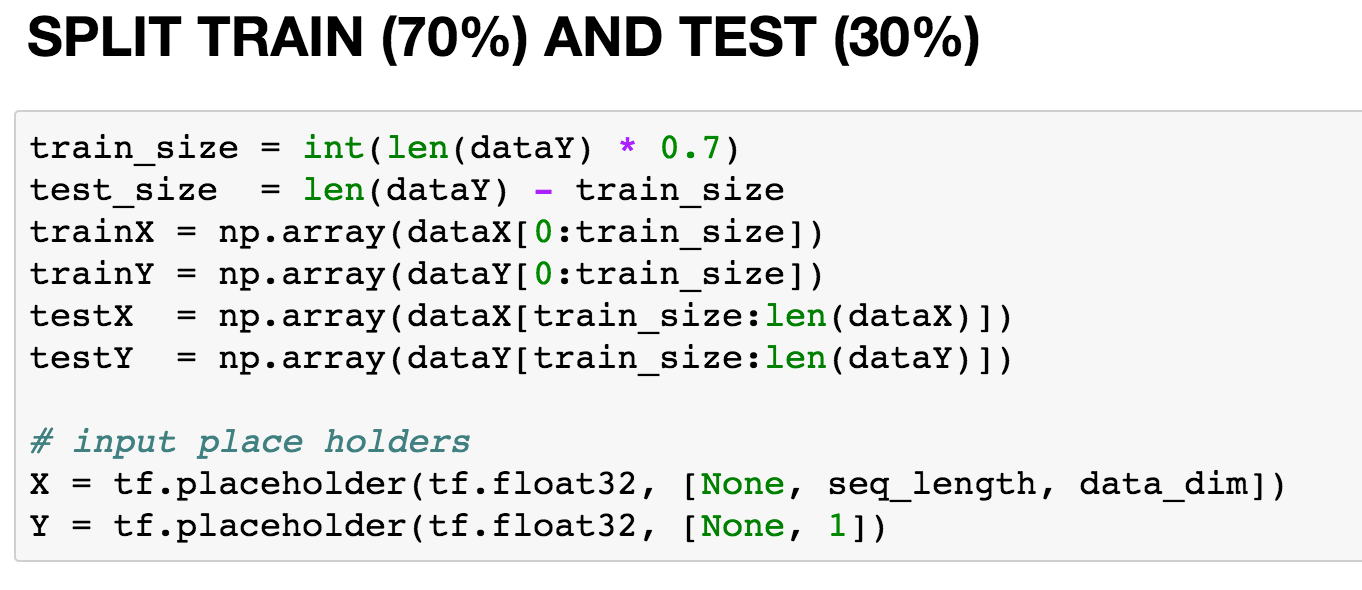 SPLIT TRAIN (70%) AND TEST (30%)
train_size = int(len(dataY) * 0.7)
test_size  = len(dataY) - train_size
trainX = np.array(dataX[0:train_size])
trainY = np.array(dataY[0:train_size])
testX  = np.array(dataX[train_size:len(dataX)])
testY  = np.array(dataY[train_size:len(dataY)])
# input place holders
X = tf.placeholder(tf.float32, [None, seq_length, data_dim])
Y = tf.placeholder(tf.float32, [None, 1])